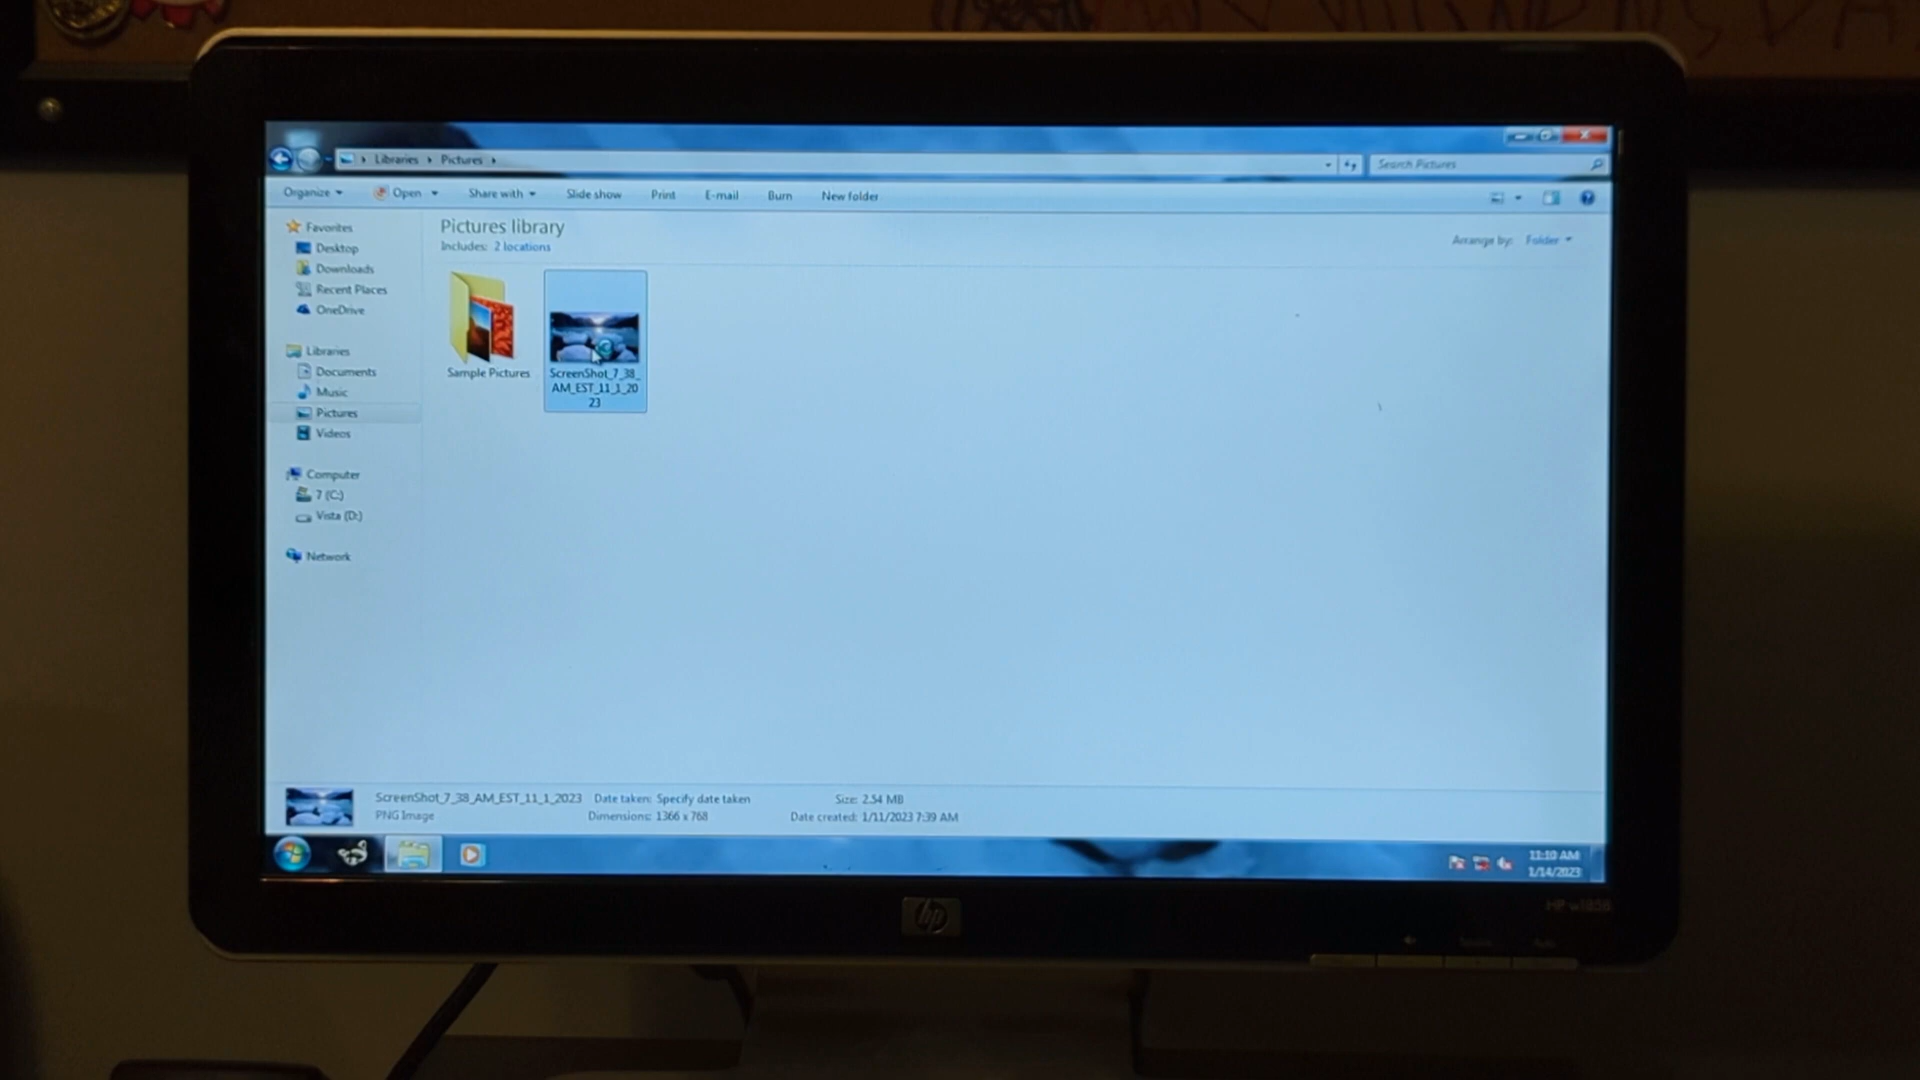 Libraries Pictures
Search Pictures
Organize Open Share with Slide show Print E-mail Burn New folder
Favorites
Desktop
Downloads
Recent Places
OneDrive
Libraries
Documents
Music
Pictures
Videos
Computer
7 (C:)
Vista (D:)
Network
Pictures library
Includes: 2 locations
Arrange by: Folder
Sample Pictures
ScreenShot_7_38_
AM_EST_11_1_20
23
ScreenShot_7_38_AM_EST_11_1_2023 Date taken: Specify date taken Size: 2.54 MB
PNG Image Dimensions: 1366 x 768 Date created: 1/11/2023 7:39 AM
11:10 AM
1/14/2023
hp